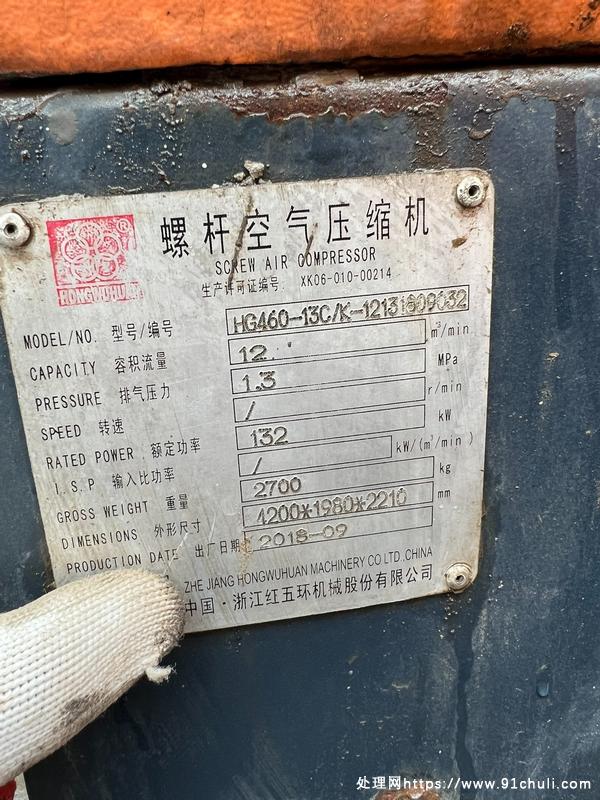 HONGWUHUAN ®
螺杆空气压缩机
SCREW AIR COMPRESSOR
生产许可证编号: XK06-010-00214
MODEL/NO. 型号/编号 HG460-13C/K-12131809032
CAPACITY 容积流量 12 m³/min
PRESSURE 排气压力 1.3 MPa
SPEED 转速 / r/min
RATED POWER 额定功率 132 kW
I.S.P 输入比功率 / kW/(m³/min)
GROSS WEIGHT 重量 2700 kg
DIMENSIONS 外形尺寸 4200*1980*2210 mm
PRODUCTION DATE 出厂日期 2018-09
ZHE JIANG HONGWUHUAN MACHINERY CO LTD.CHINA
中国·浙江红五环机械股份有限公司
处理网https://www.91chuli.com/